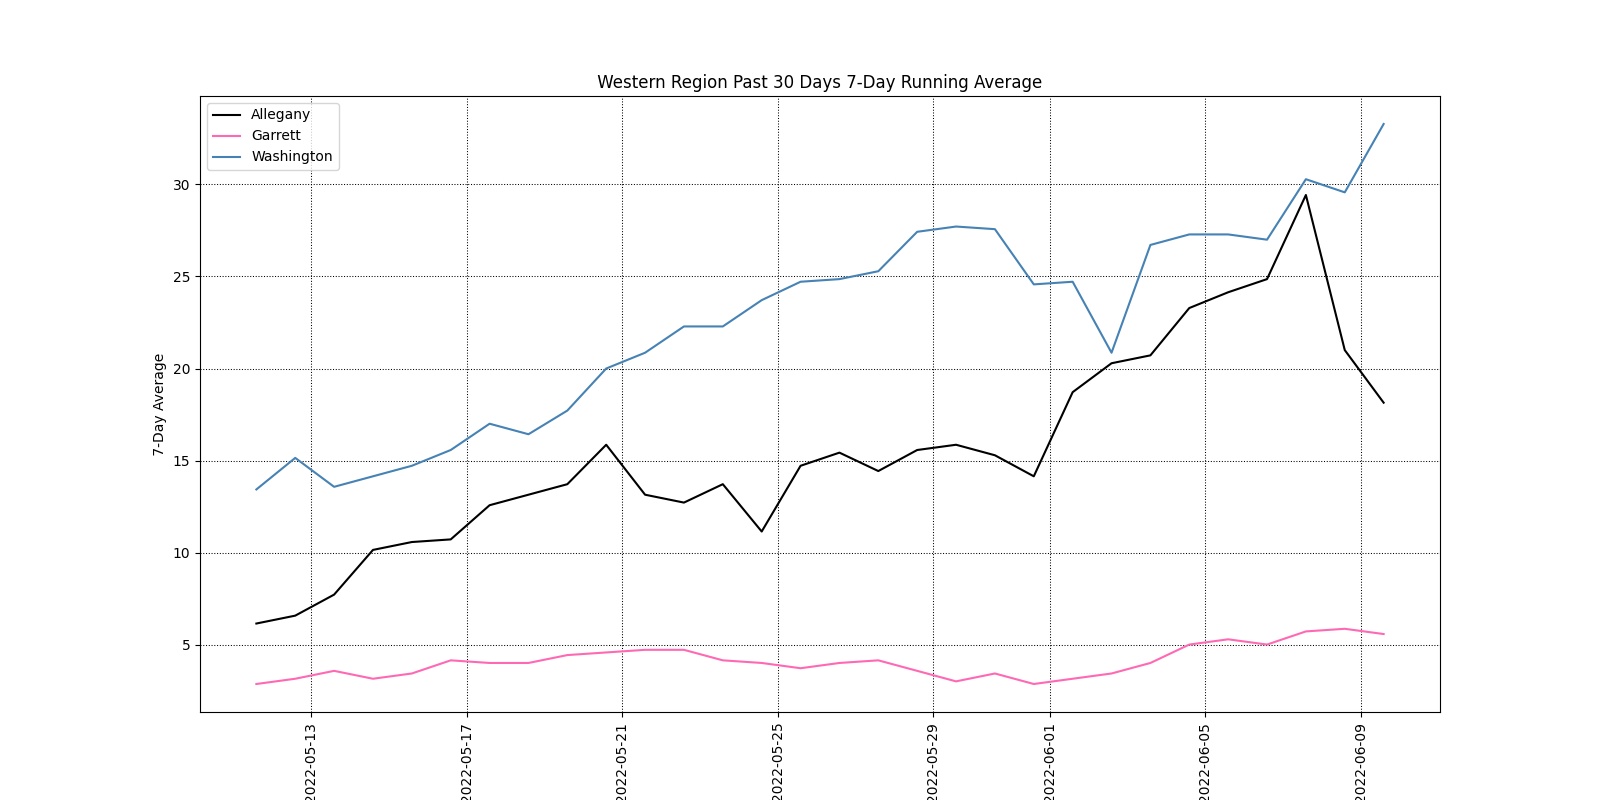 Western Region Past 30 Days 7-Day Running Average
Allegany
Garrett
Washington
7-Day Average
30
25
20
15
10
5
2022-05-13
2022-05-17
2022-05-21
2022-05-25
2022-05-29
2022-06-01
2022-06-05
2022-06-09